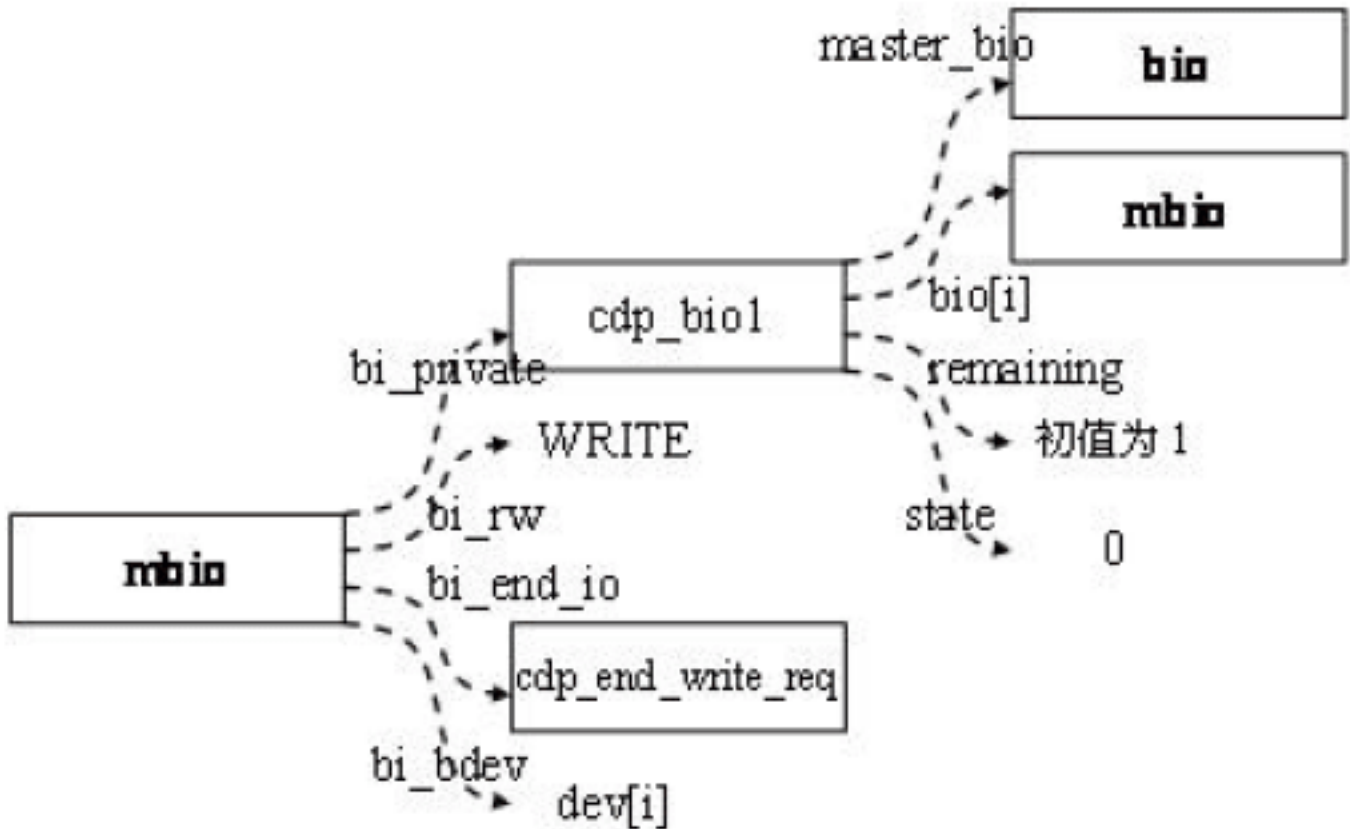 master_bio
bio
mbio
cdp_bio1
bio[i]
bi_private
remaining
WRITE
初值为 1
bi_rw
state
0
mbio
bi_end_io
cdp_end_write_req
bi_bdev
dev[i]